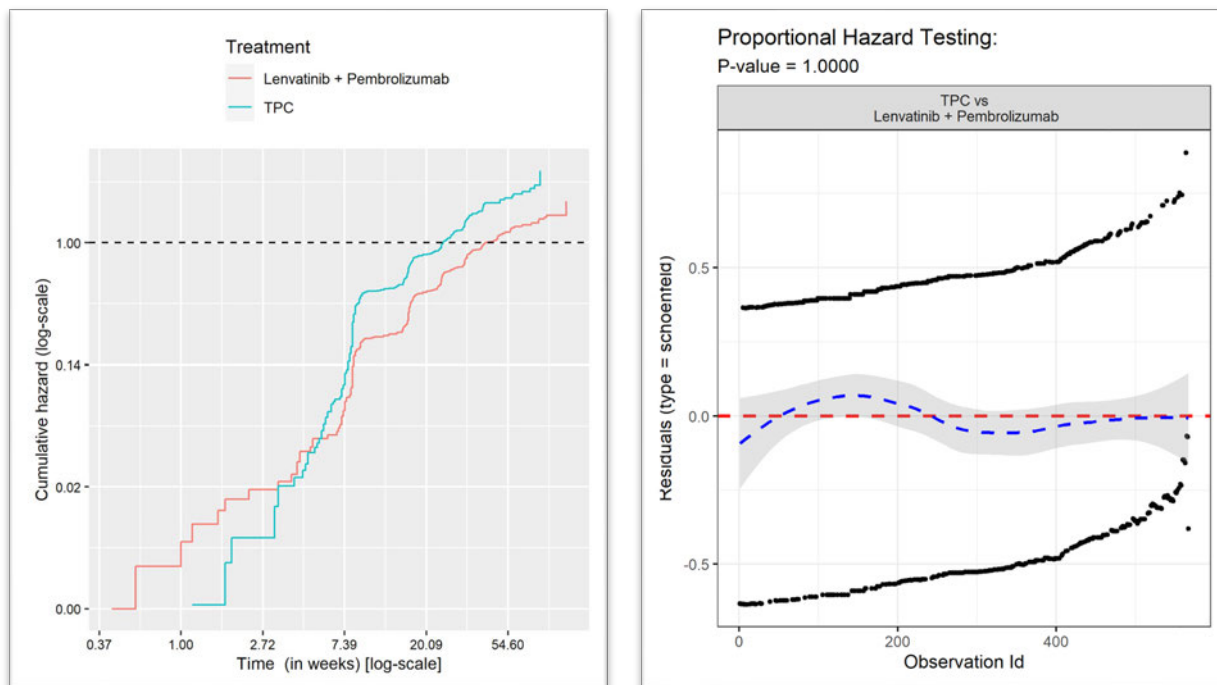 Treatment
Lenvatinib + Pembrolizumab
TPC
Cumulative hazard (log-scale)
1.00
0.14
0.02
0.00
0.37 1.00 2.72 7.39 20.09 54.60
Time (in weeks) [log-scale]
Proportional Hazard Testing:
P-value = 1.0000
TPC vs
Lenvatinib + Pembrolizumab
Residuals (type = schoenfeld)
0.5
0.0
-0.5
0 200 400
Observation Id